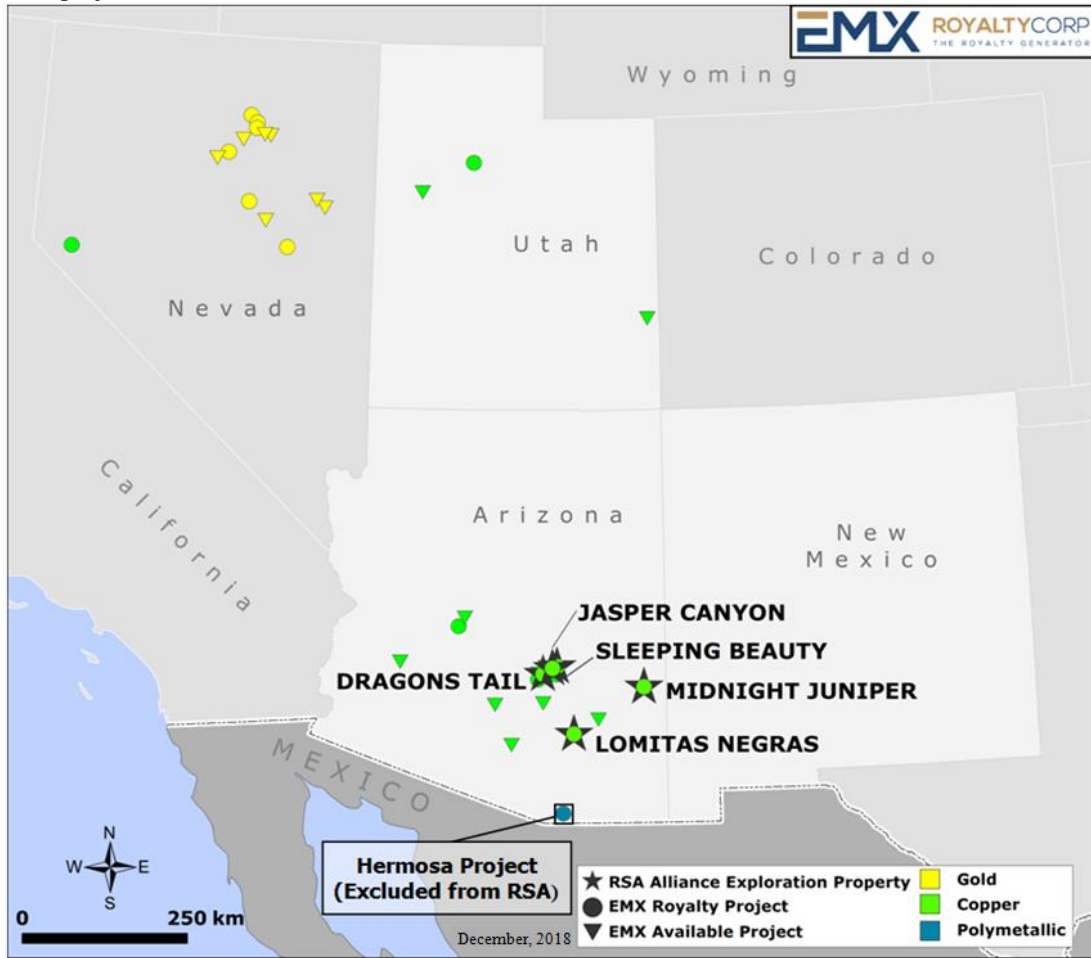 EMX ROYALTYCORP
THE ROYALTY GENERATOR
Wyoming
Utah
Colorado
Nevada
California
Arizona
New
Mexico
JASPER CANYON
SLEEPING BEAUTY
DRAGONS TAIL
MIDNIGHT JUNIPER
LOMITAS NEGRAS
MEXICO
Hermosa Project
(Excluded from RSA)
N
W E
S
0 250 km
December, 2018
RSA Alliance Exploration Property
EMX Royalty Project
EMX Available Project
Gold
Copper
Polymetallic